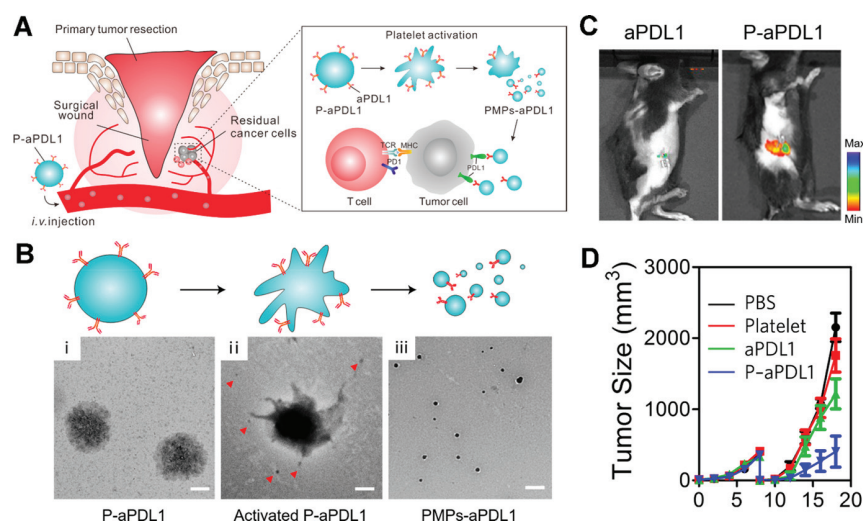 A
Primary tumor resection
Surgical
wound
P-aPDL1
Residual
cancer cells
i.v. injection
Platelet activation
aPDL1
P-aPDL1
PMPs-aPDL1
TCR MHC
PD1
PDL1
T cell
Tumor cell
B
i
ii
iii
P-aPDL1
Activated P-aPDL1
PMPs-aPDL1
C
aPDL1
P-aPDL1
Max
Min
D
Tumor Size (mm³)
3000
2000
1000
0
PBS
Platelet
aPDL1
P-aPDL1
0
5
10
15
20